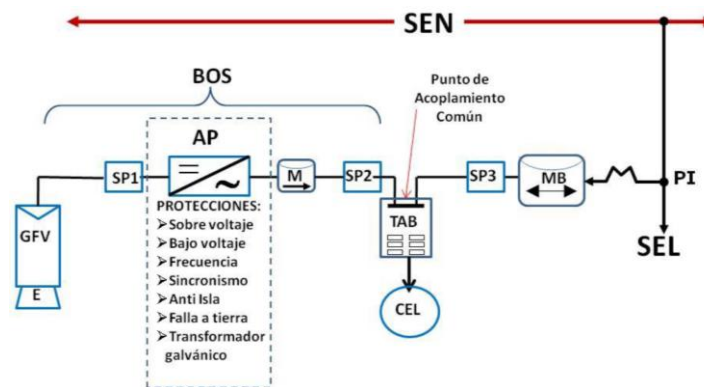 SEN
BOS
Punto de
Acoplamiento
Común
AP
SP1
M
SP2
SP3
MB
PI
PROTECCIONES:
➢Sobre voltaje
➢Bajo voltaje
➢Frecuencia
➢Sincronismo
➢Anti Isla
➢Falla a tierra
➢Transformador
galvánico
GFV
E
TAB
CEL
SEL